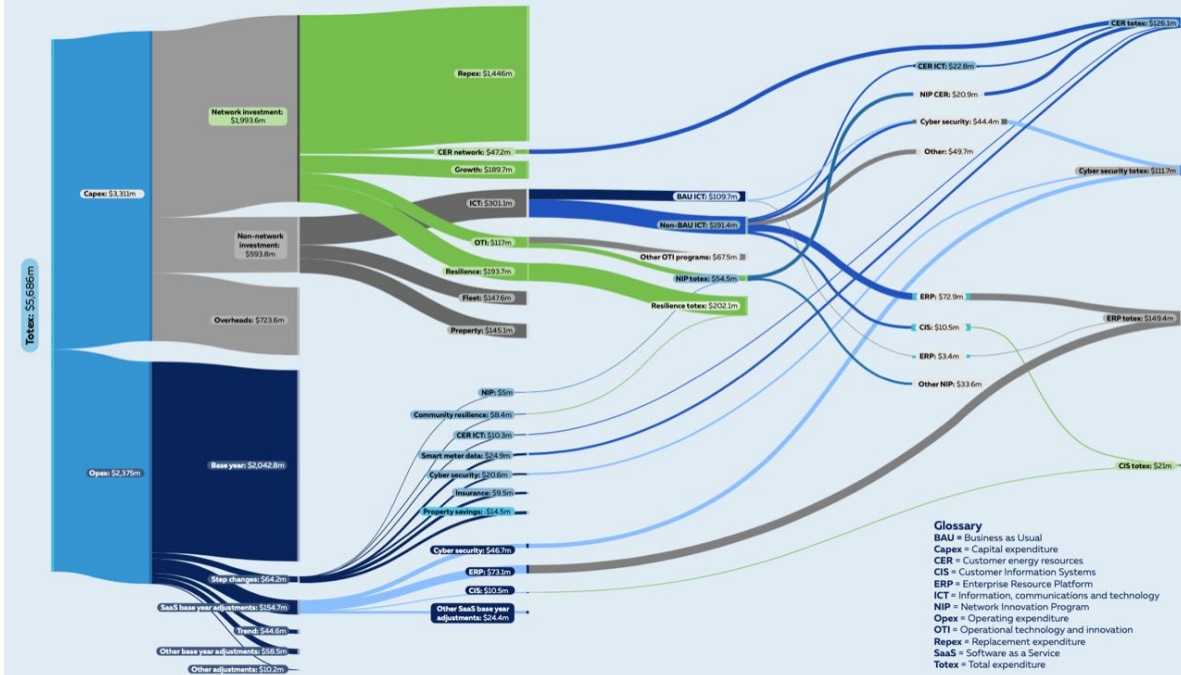 Totex: $5,686m
Capex: $3,311m
Opex: $2,375m
Network investment:
$1,993.6m
Non-network
investment:
$593.8m
Overheads: $723.6m
Base year: $2,042.8m
Step changes: $64.2m
SaaS base year adjustments: $154.7m
Trend: $44.6m
Other base year adjustments: $58.5m
Other adjustments: $10.2m
Repex: $1,446m
CER network: $47.2m
Growth: $189.7m
ICT: $301.1m
OTI: $117m
Resilience: $193.7m
Fleet: $147.6m
Property: $145.1m
NIP: $5m
Community resilience: $8.4m
CER ICT: $10.3m
Smart meter data: $24.9m
Cyber security: $20.6m
Insurance: $9.5m
Property savings: -$14.5m
Cyber security: $46.7m
ERP: $73.1m
CIS: $10.5m
Other SaaS base year
adjustments: $24.4m
BAU ICT: $109.7m
Non-BAU ICT: $191.4m
Other OTI programs: $67.5m
NIP totex: $54.5m
Resilience totex: $202.1m
CER ICT: $22.8m
NIP CER: $20.9m
Cyber security: $44.4m
Other: $49.7m
ERP: $72.9m
CIS: $10.5m
ERP: $3.4m
Other NIP: $33.6m
CER totex: $126.1m
Cyber security totex: $111.7m
ERP totex: $149.4m
CIS totex: $21m
Glossary
BAU = Business as Usual
Capex = Capital expenditure
CER = Customer energy resources
CIS = Customer Information Systems
ERP = Enterprise Resource Platform
ICT = Information, communications and technology
NIP = Network Innovation Program
Opex = Operating expenditure
OTI = Operational technology and innovation
Repex = Replacement expenditure
SaaS = Software as a Service
Totex = Total expenditure